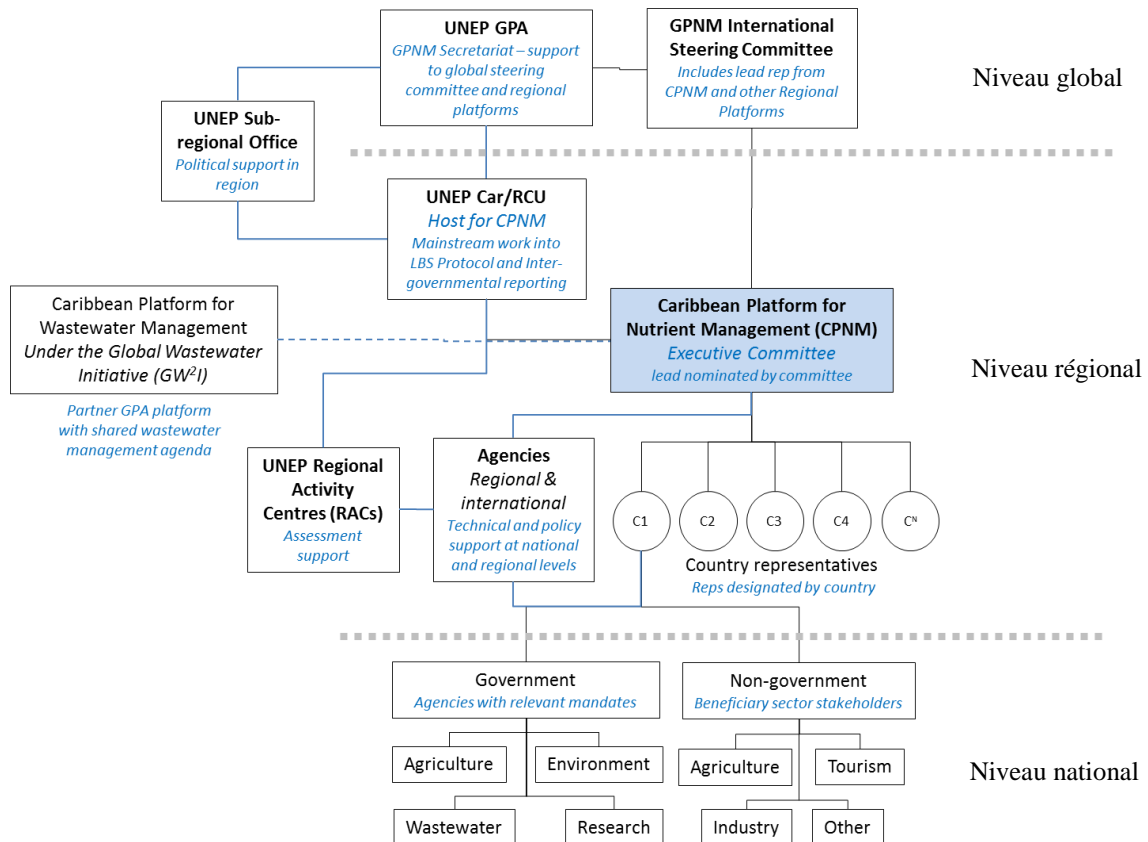 UNEP GPA
GPNM Secretariat – support
to global steering
committee and regional
platforms
GPNM International
Steering Committee
Includes lead rep from
CPNM and other Regional
Platforms
Niveau global
UNEP Sub-
regional Office
Political support in
region
UNEP Car/RCU
Host for CPNM
Mainstream work into
LBS Protocol and Inter-
governmental reporting
Caribbean Platform for
Wastewater Management
Under the Global Wastewater
Initiative (GW²I)
Partner GPA platform
with shared wastewater
management agenda
Caribbean Platform for
Nutrient Management (CPNM)
Executive Committee
lead nominated by committee
Niveau régional
UNEP Regional
Activity
Centres (RACs)
Assessment
support
Agencies
Regional &
international
Technical and policy
support at national
and regional levels
C1
C2
C3
C4
Cᴺ
Country representatives
Reps designated by country
Government
Agencies with relevant mandates
Non-government
Beneficiary sector stakeholders
Agriculture
Environment
Agriculture
Tourism
Niveau national
Wastewater
Research
Industry
Other